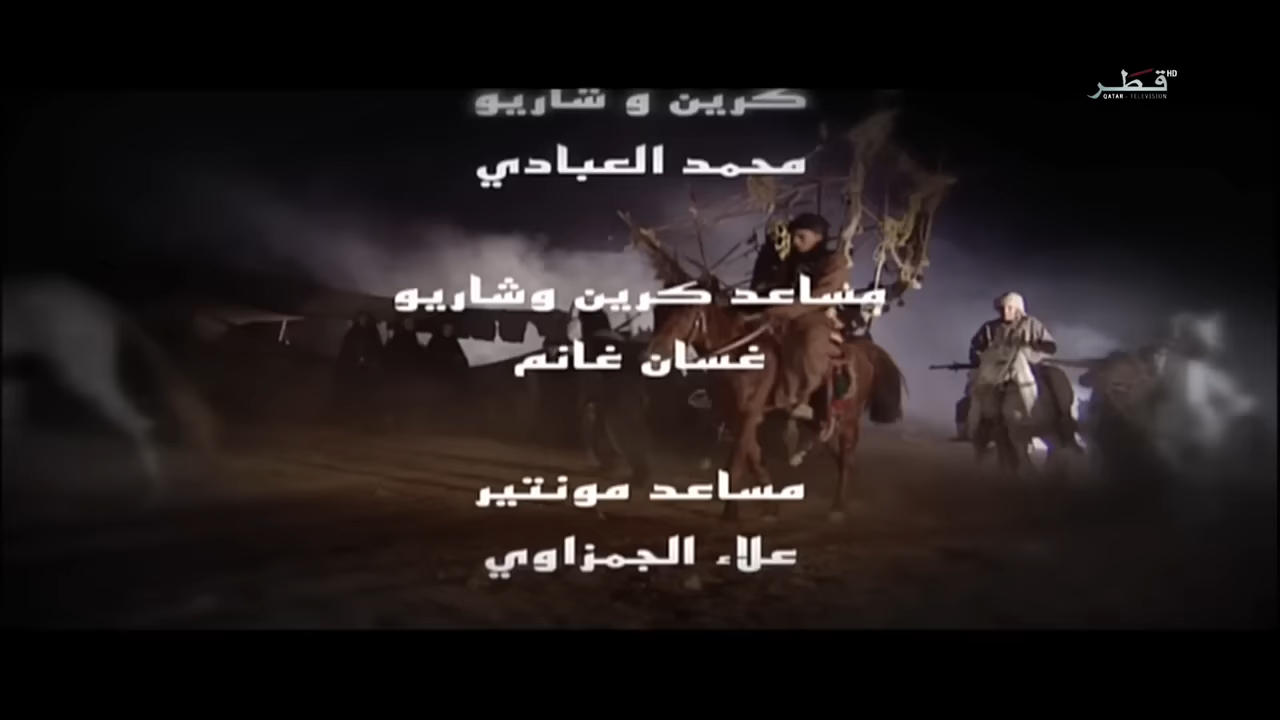 قطر HD
QATAR - TELEVISION
كرين و شاريو
محمد العبادي
مساعد كرين وشاريو
غسان غانم
مساعد مونتير
علاء الجمزاوي